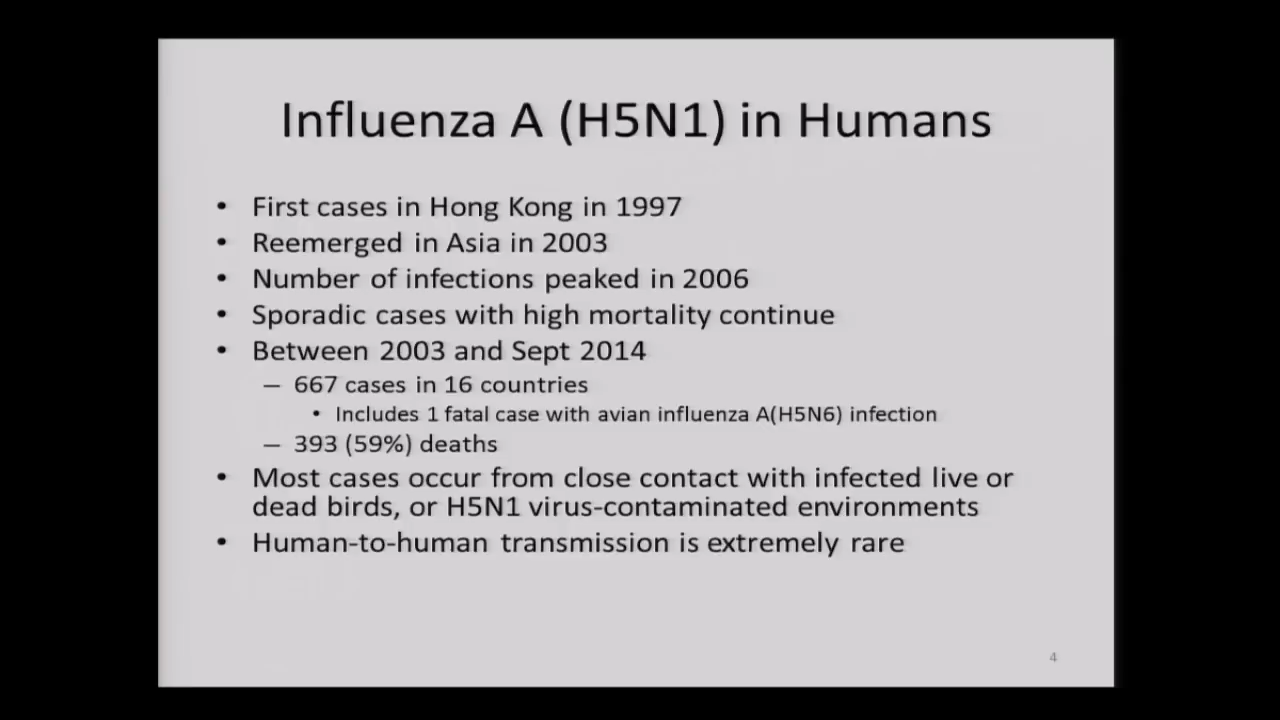 Influenza A (H5N1) in Humans
• First cases in Hong Kong in 1997
• Reemerged in Asia in 2003
• Number of infections peaked in 2006
• Sporadic cases with high mortality continue
• Between 2003 and Sept 2014
– 667 cases in 16 countries
• Includes 1 fatal case with avian influenza A(H5N6) infection
– 393 (59%) deaths
• Most cases occur from close contact with infected live or
dead birds, or H5N1 virus-contaminated environments
• Human-to-human transmission is extremely rare
4